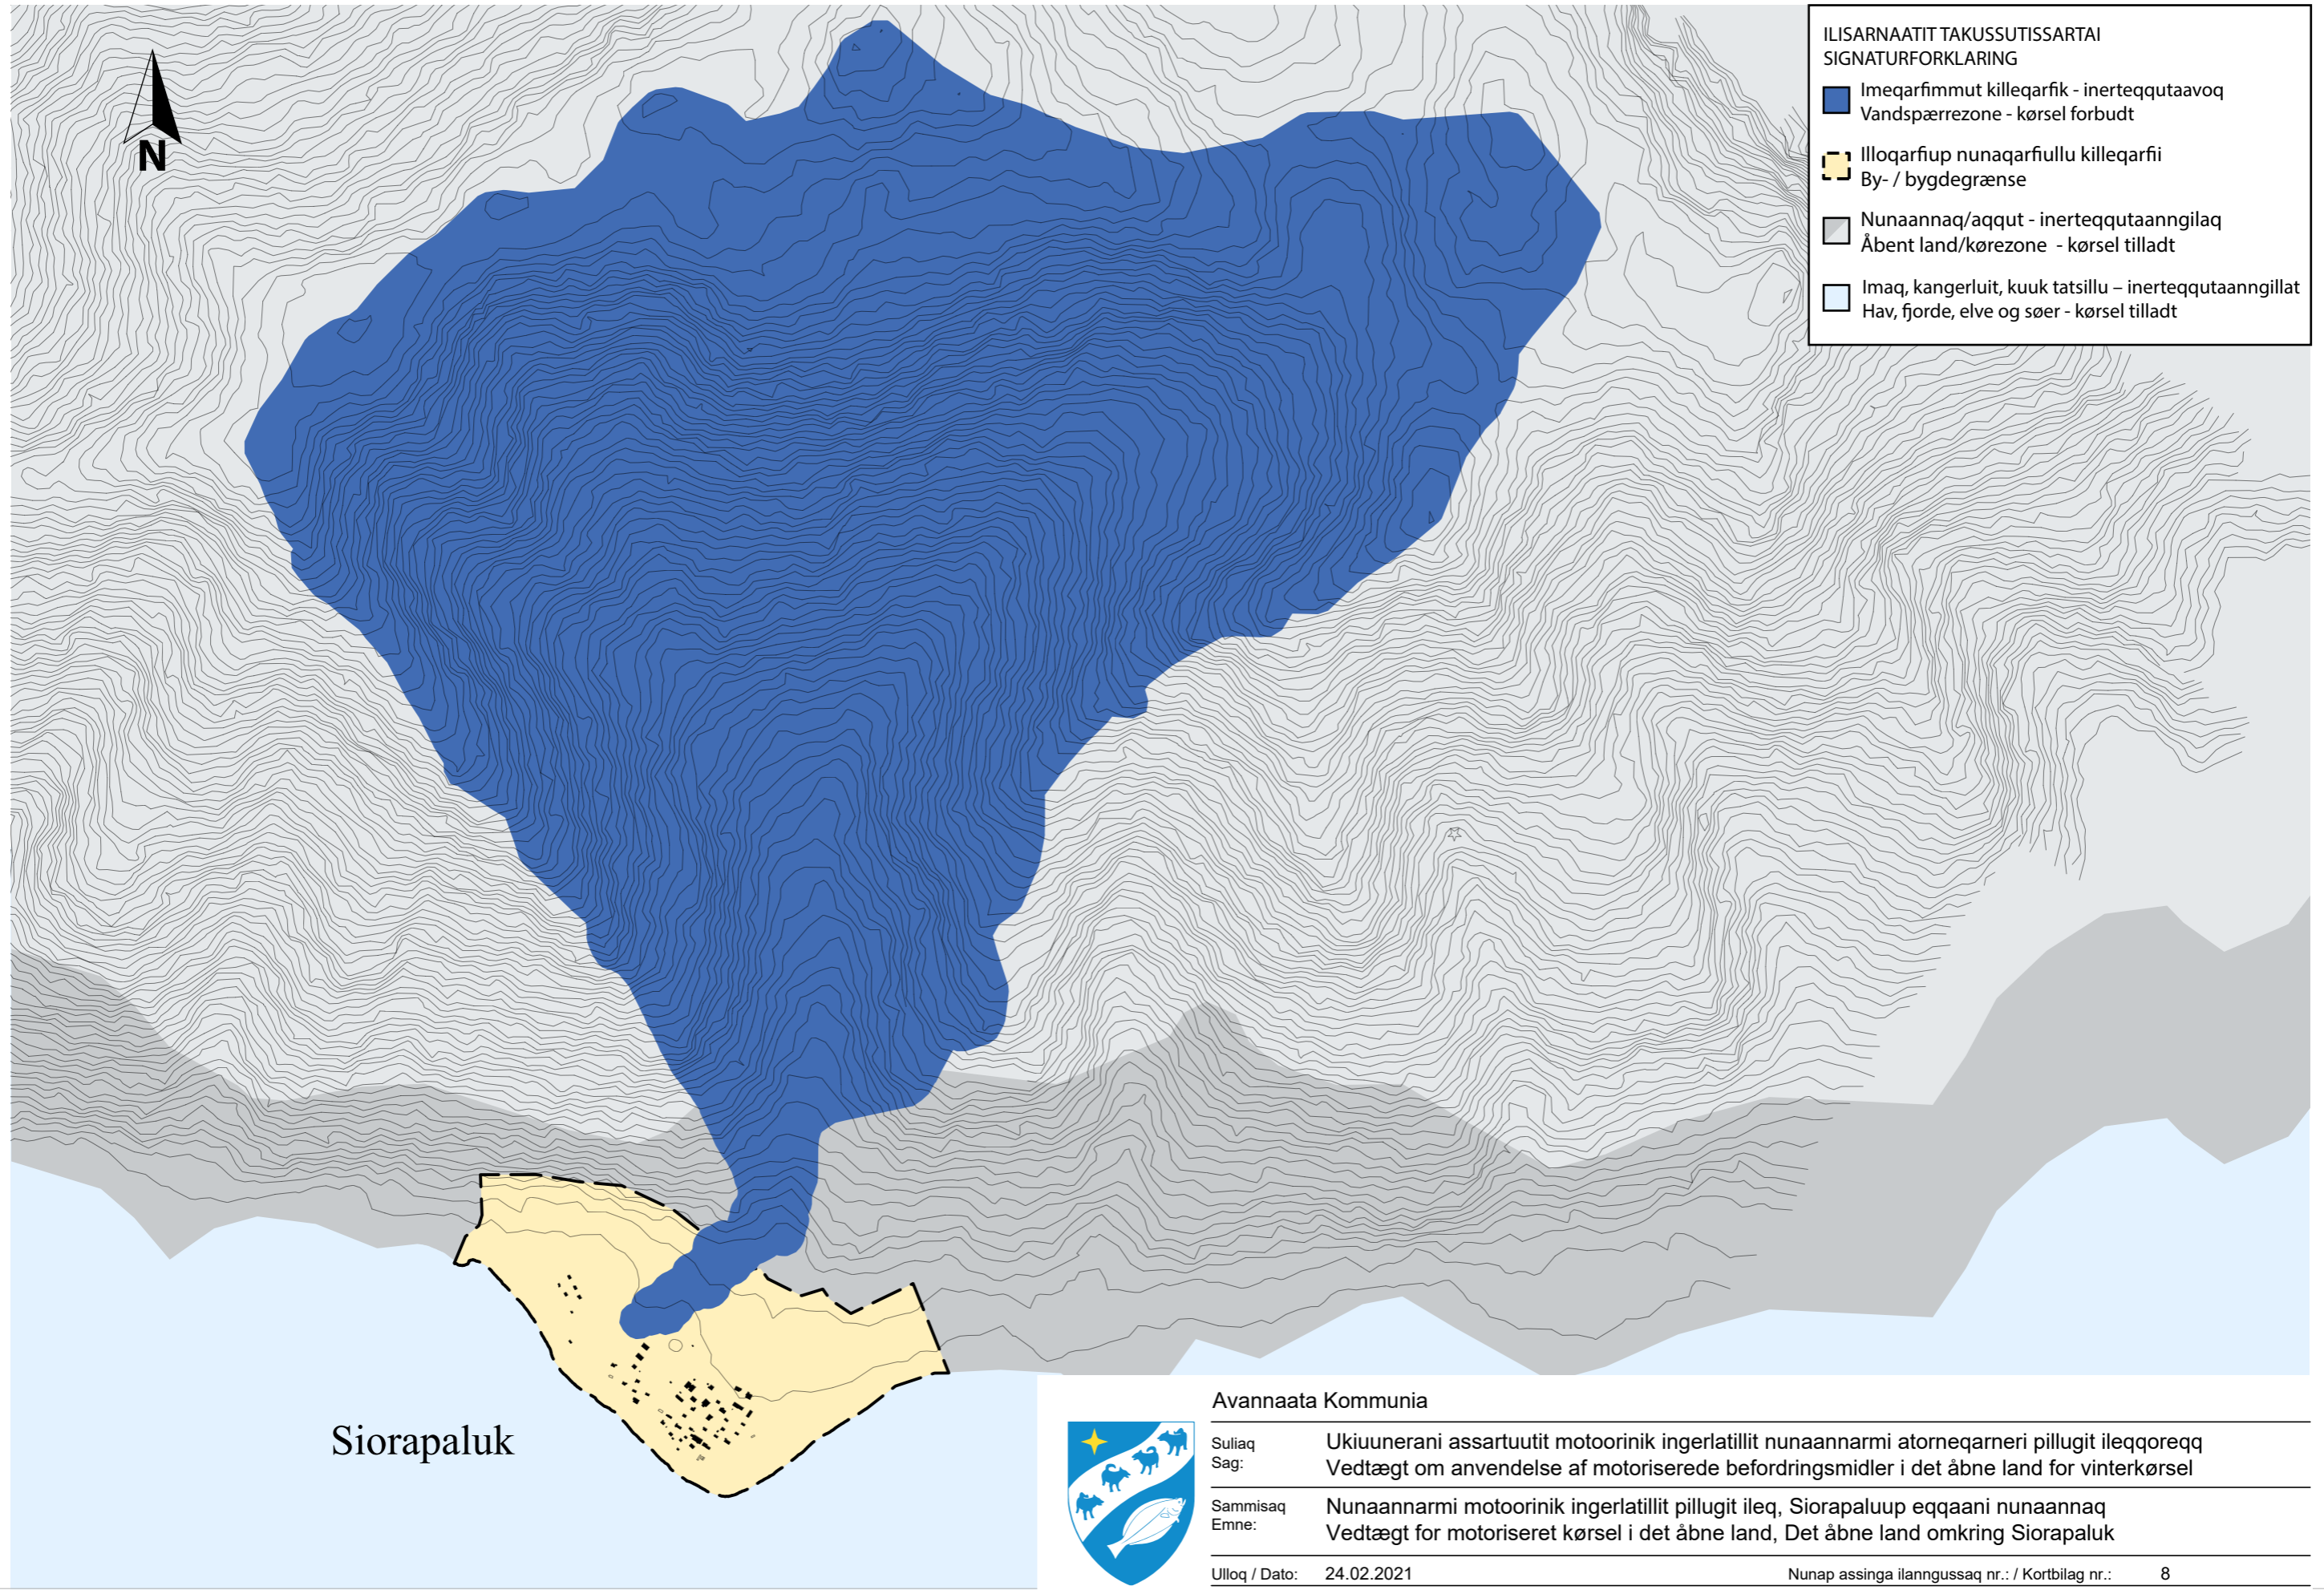 N
ILISARNAATIT TAKUSSUTISSARTAI
SIGNATURFORKLARING
Imeqarfimmut killeqarfik - inerteqqutaavoq
Vandspærrezone - kørsel forbudt
Illoqarfiup nunaqarfiullu killeqarfii
By- / bygdegrænse
Nunaannaq/aqqut - inerteqqutaanngilaq
Åbent land/kørezone - kørsel tilladt
Imaq, kangerluit, kuuk tatsillu – inerteqqutaanngillat
Hav, fjorde, elve og søer - kørsel tilladt
Siorapaluk
Avannaata Kommunia
Suliaq Ukiuunerani assartuutit motoorinik ingerlatillit nunaannarmi atorneqarneri pillugit ileqqoreqq
Sag: Vedtægt om anvendelse af motoriserede befordringsmidler i det åbne land for vinterkørsel
Sammisaq Nunaannarmi motoorinik ingerlatillit pillugit ileq, Siorapaluup eqqaani nunaannaq
Emne: Vedtægt for motoriseret kørsel i det åbne land, Det åbne land omkring Siorapaluk
Ulloq / Dato: 24.02.2021 Nunap assinga ilanngussaq nr.: / Kortbilag nr.: 8